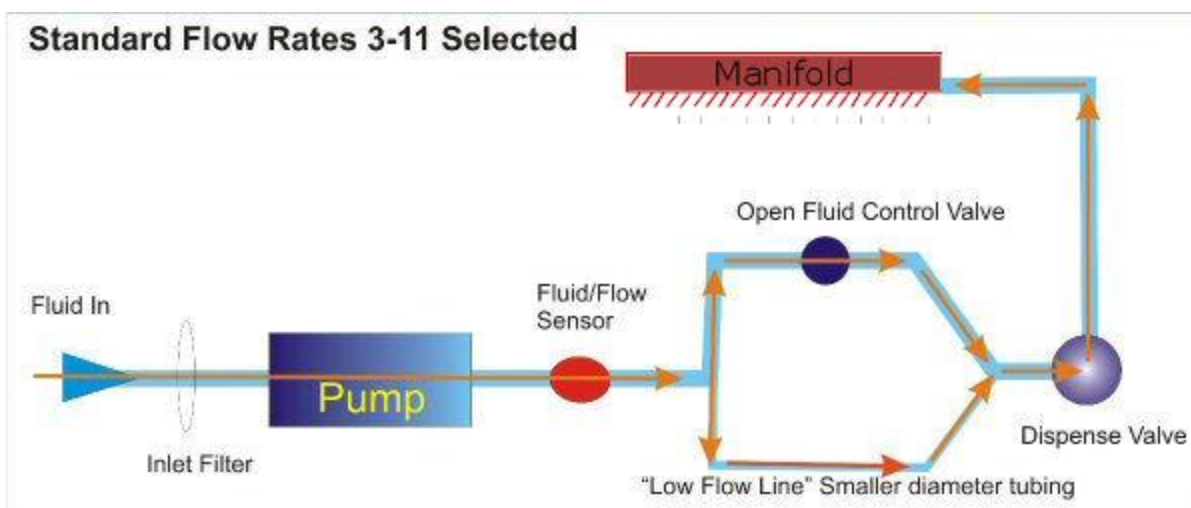 Standard Flow Rates 3-11 Selected
Manifold
Open Fluid Control Valve
Fluid/Flow
Sensor
Fluid In
Pump
Inlet Filter
Dispense Valve
“Low Flow Line” Smaller diameter tubing